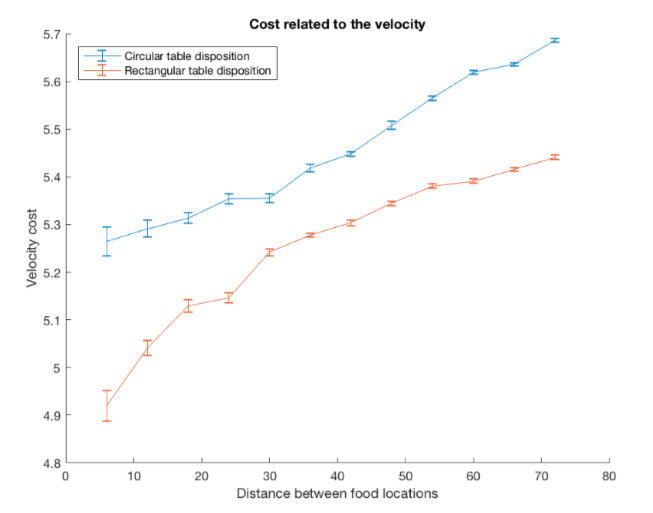 Cost related to the velocity
5.7
5.6
5.5
5.4
5.3
5.2
5.1
5
4.9
4.8
Velocity cost
Circular table disposition
Rectangular table disposition
0 10 20 30 40 50 60 70 80
Distance between food locations